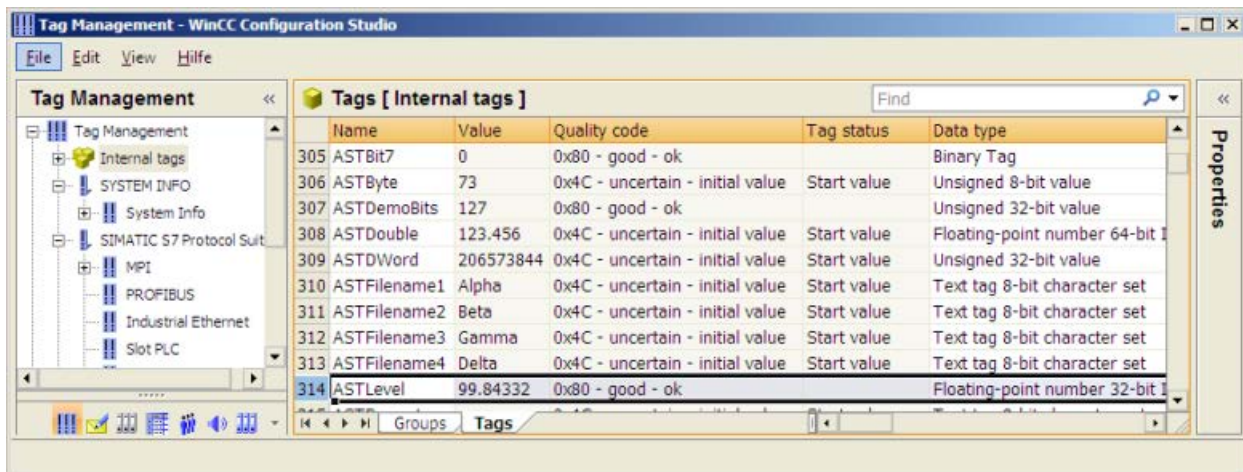 Tag Management - WinCC Configuration Studio
File Edit View Hilfe
Tag Management «
Tag Management
Internal tags
SYSTEM INFO
System Info
SIMATIC S7 Protocol Suit
MPI
PROFIBUS
Industrial Ethernet
Slot PLC
Tags [ Internal tags ] Find
Name Value Quality code Tag status Data type
305 ASTBit7 0 0x80 - good - ok Binary Tag
306 ASTByte 73 0x4C - uncertain - initial value Start value Unsigned 8-bit value
307 ASTDemoBits 127 0x80 - good - ok Unsigned 32-bit value
308 ASTDouble 123.456 0x4C - uncertain - initial value Start value Floating-point number 64-bit I
309 ASTDWord 206573844 0x4C - uncertain - initial value Start value Unsigned 32-bit value
310 ASTFilename1 Alpha 0x4C - uncertain - initial value Start value Text tag 8-bit character set
311 ASTFilename2 Beta 0x4C - uncertain - initial value Start value Text tag 8-bit character set
312 ASTFilename3 Gamma 0x4C - uncertain - initial value Start value Text tag 8-bit character set
313 ASTFilename4 Delta 0x4C - uncertain - initial value Start value Text tag 8-bit character set
314 ASTLevel 99.84332 0x80 - good - ok Floating-point number 32-bit I
Groups Tags
«
Properties